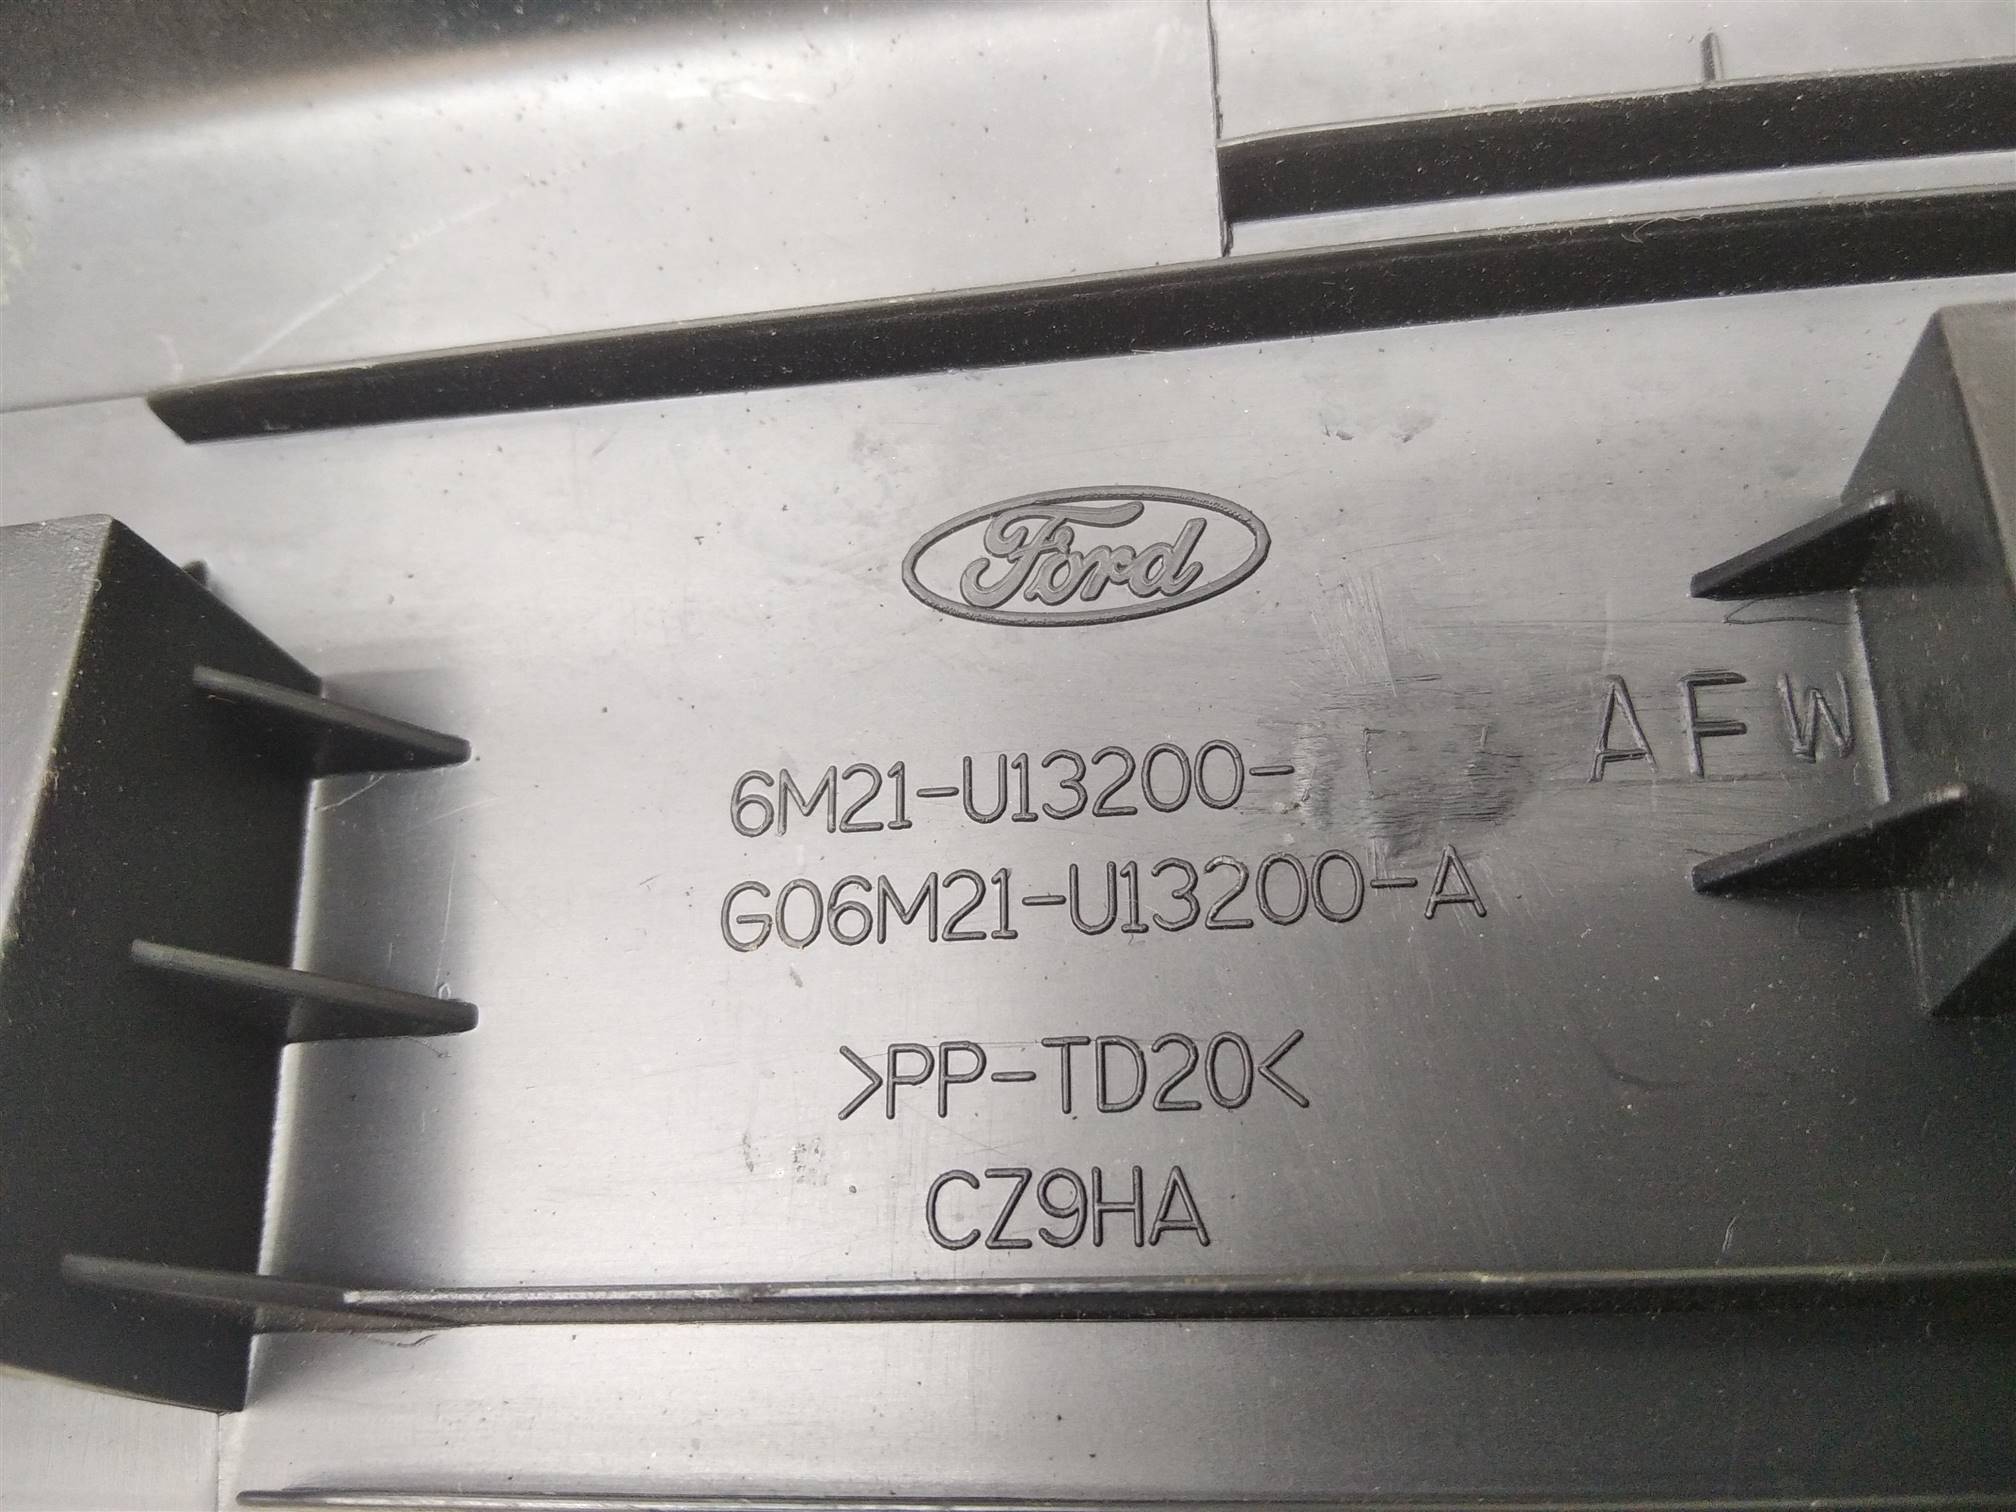 Ford
AFW
6M21-U13200-
G06M21-U13200-A
>PP-TD20<
CZ9HA